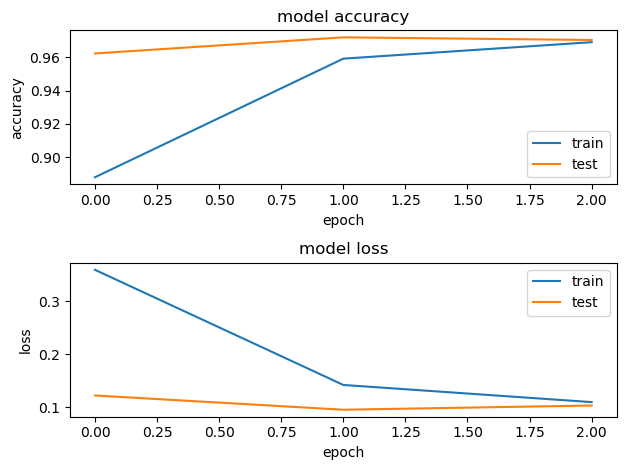 model accuracy
0.96
0.94
0.92
0.90
accuracy
train
test
0.00 0.25 0.50 0.75 1.00 1.25 1.50 1.75 2.00
epoch
model loss
0.3
0.2
0.1
loss
train
test
0.00 0.25 0.50 0.75 1.00 1.25 1.50 1.75 2.00
epoch